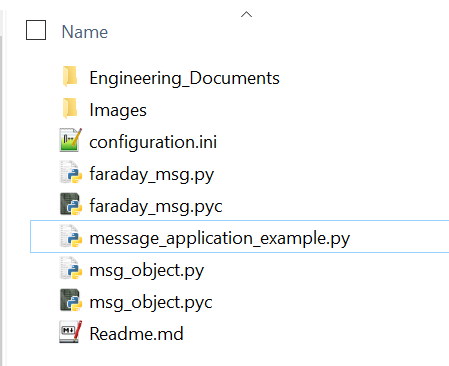 Name
Engineering_Documents
Images
configuration.ini
faraday_msg.py
faraday_msg.pyc
message_application_example.py
msg_object.py
msg_object.pyc
Readme.md